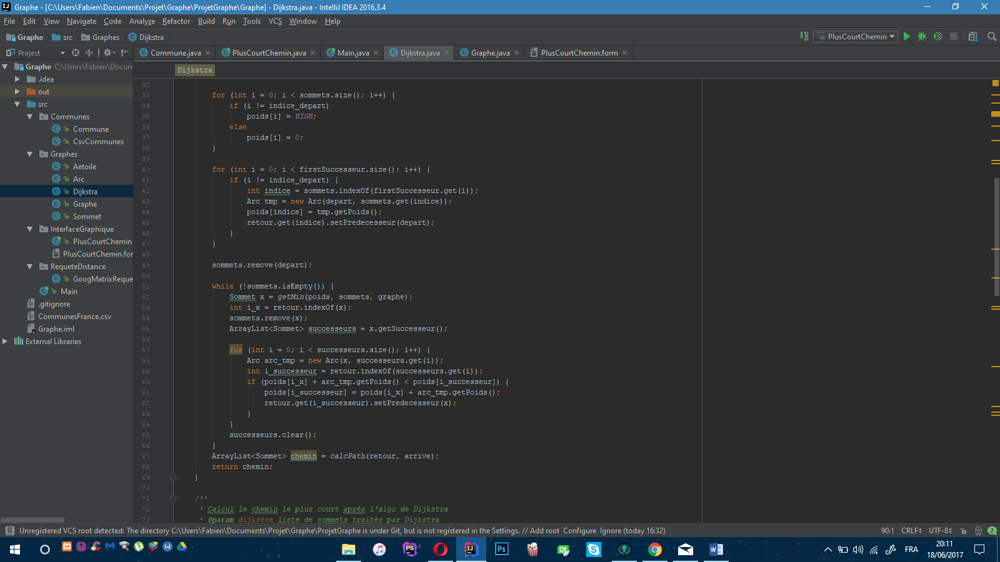 Graphe - [C:\Users\Fabien\Documents\Projet\Graphe\ProjetGraphe\Graphe] - Dijkstra.java - IntelliJ IDEA 2016.3.4
File Edit View Navigate Code Analyze Refactor Build Run Tools VCS Window Help
Graphe src Graphes Dijkstra PlusCourtChemin
Project Commune.java PlusCourtChemin.java Main.java Dijkstra.java Graphe.java PlusCourtChemin.form
Graphe C:\Users\Fabien\Docum
.idea
out
src
Communes
Commune
CsvCommunes
Graphes
Aetoile
Arc
Dijkstra
Graphe
Sommet
InterfaceGraphique
PlusCourtChemin
PlusCourtChemin.for
RequeteDistance
GoogMatrixReque
Main
.gitignore
CommunesFrance.csv
Graphe.iml
External Libraries
Dijkstra
32
33 for (int i = 0; i < sommets.size(); i++) {
34 if (i != indice_depart)
35 poids[i] = HIGH;
36 else
37 poids[i] = 0;
38 }
39
40 for (int i = 0; i < firstSuccesseur.size(); i++) {
41 if (i != indice_depart) {
42 int indice = sommets.indexOf(firstSuccesseur.get(i));
43 Arc tmp = new Arc(depart, sommets.get(indice));
44 poids[indice] = tmp.getPoids();
45 retour.get(indice).setPredecesseur(depart);
46 }
47 }
48
49 sommets.remove(depart);
50
51 while (!sommets.isEmpty()) {
52 Sommet x = getMin(poids, sommets, graphe);
53 int i_x = retour.indexOf(x);
54 sommets.remove(x);
55 ArrayList<Sommet> successeurs = x.getSuccesseur();
56
57 for (int i = 0; i < successeurs.size(); i++) {
58 Arc arc_tmp = new Arc(x, successeurs.get(i));
59 int i_successeur = retour.indexOf(successeurs.get(i));
60 if (poids[i_x] + arc_tmp.getPoids() < poids[i_successeur]) {
61 poids[i_successeur] = poids[i_x] + arc_tmp.getPoids();
62 retour.get(i_successeur).setPredecesseur(x);
63 }
64 }
65 successeurs.clear();
66 }
67 ArrayList<Sommet> chemin = calcPath(retour, arrive);
68 return chemin;
69 }
70
71 /**
72 * Calcul le chemin le plus court après l'algo de Dijkstra
73 * @param dijkstra liste de sommets traités par Dijkstra
Unregistered VCS root detected: The directory C:\Users\Fabien\Documents\Projet\Graphe\ProjetGraphe is under Git, but is not registered in the Settings. // Add root Configure Ignore (today 16:32) 90:1 CRLF UTF-8 2
FRA 20:11
18/06/2017